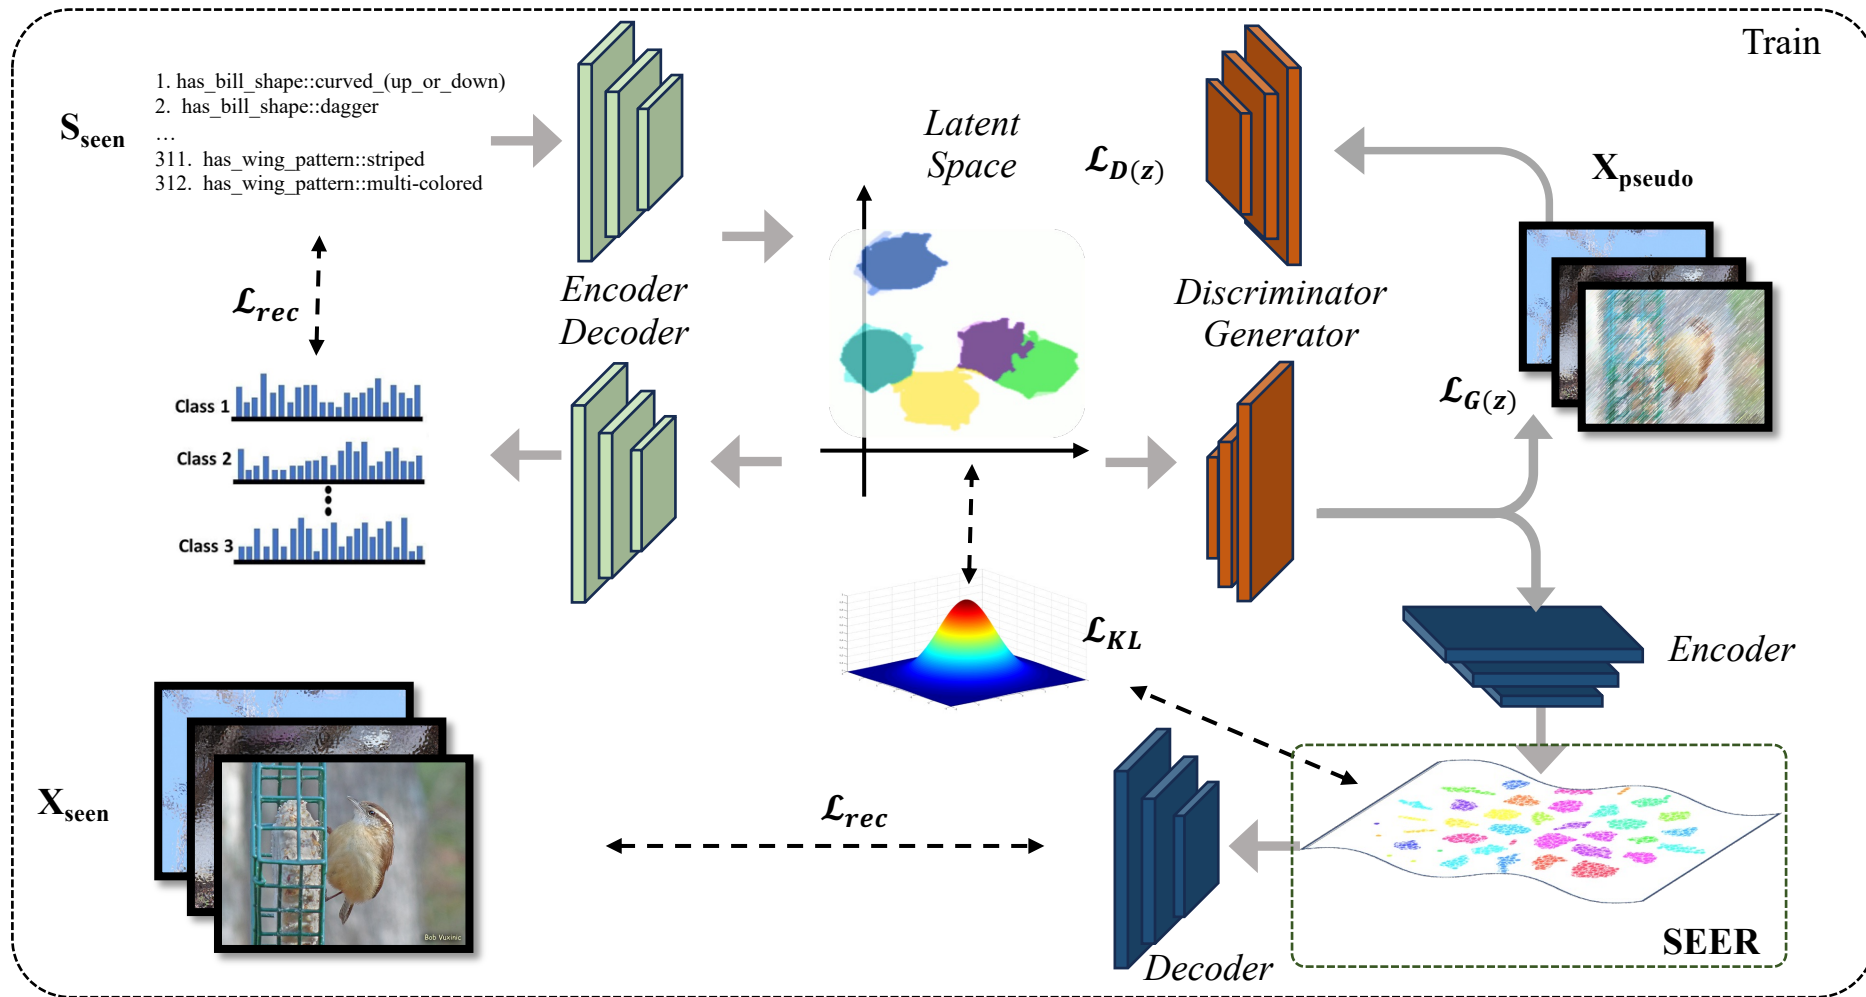 Train
1. has_bill_shape::curved_(up_or_down)
2. has_bill_shape::dagger
...
311. has_wing_pattern::striped
312. has_wing_pattern::multi-colored
S_seen
Latent
Space
𝓛_D(z)
X_pseudo
𝓛_rec
Encoder
Decoder
Discriminator
Generator
𝓛_G(z)
Class 1
Class 2
Class 3
𝓛_KL
Encoder
X_seen
𝓛_rec
Bob Vuxinic
Decoder
SEER